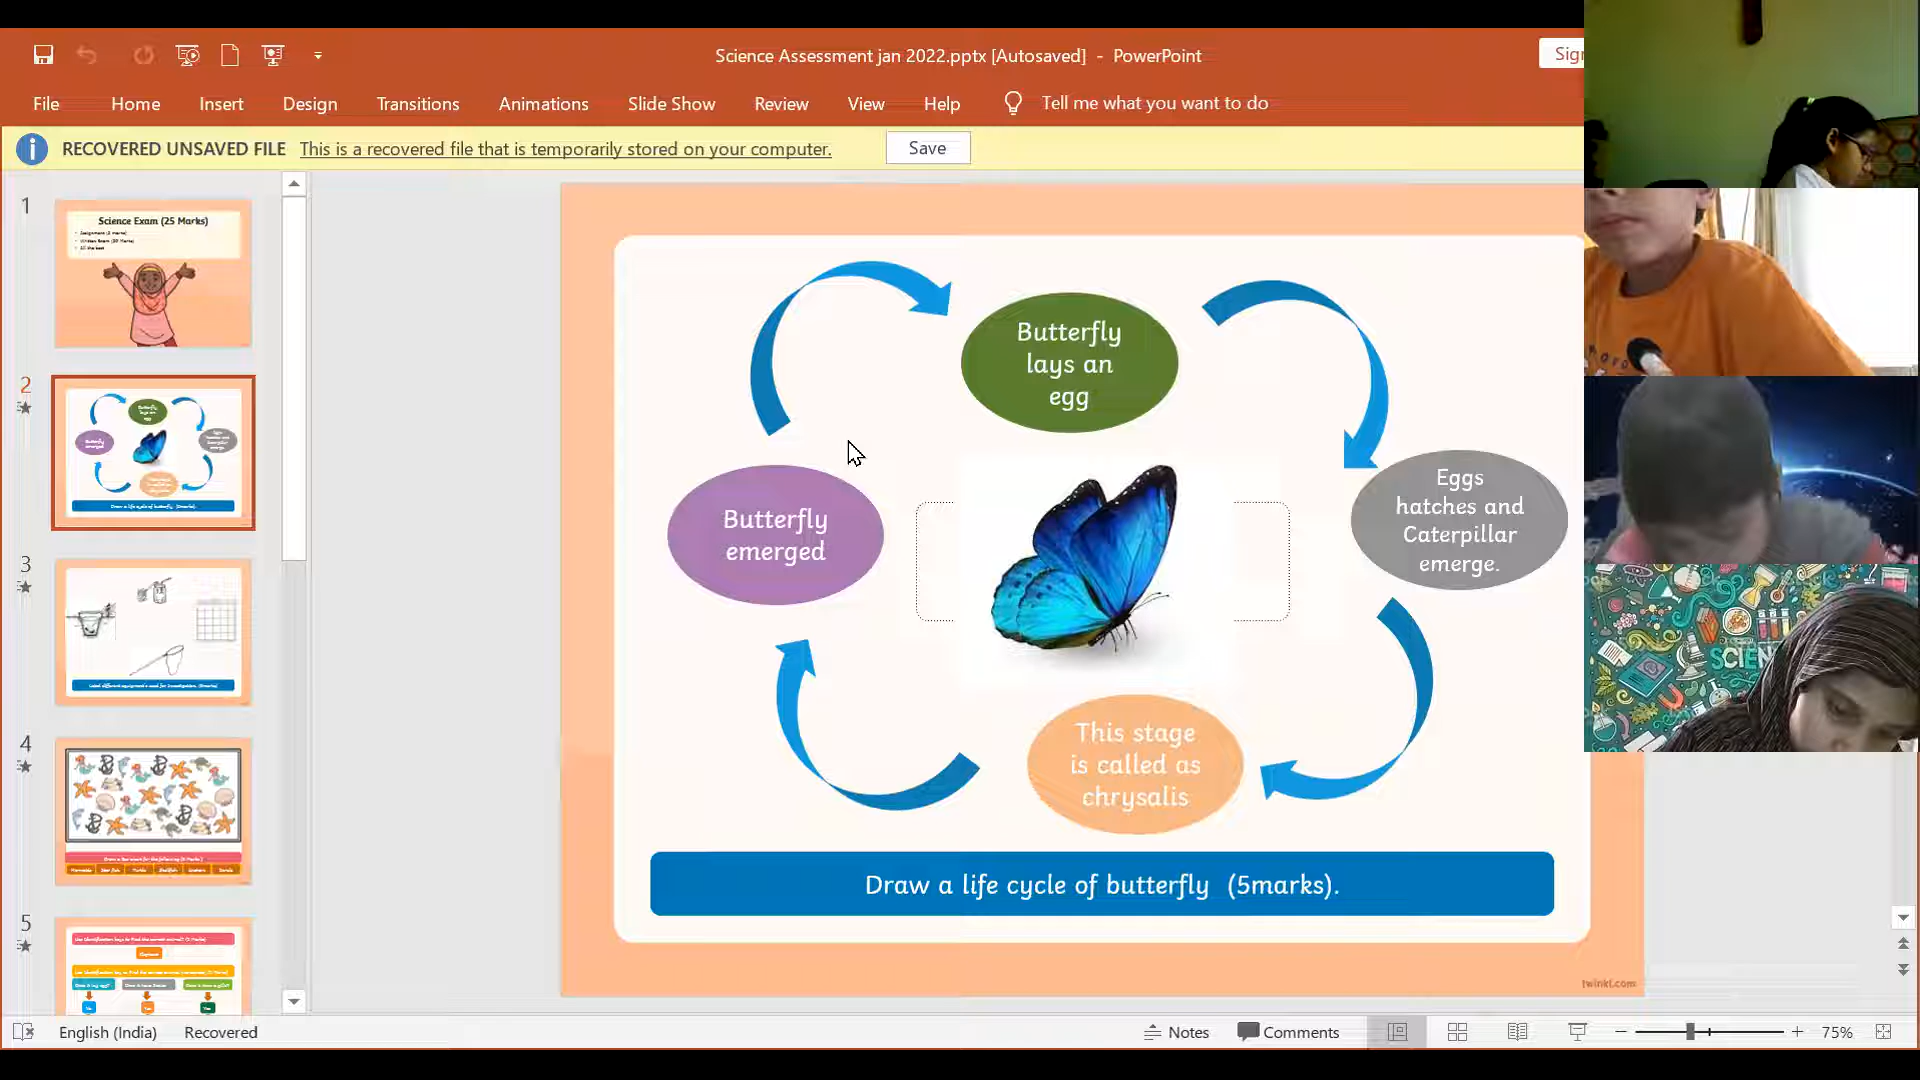 Science Assessment jan 2022.pptx [Autosaved] - PowerPoint
File Home Insert Design Transitions Animations Slide Show Review View Help Tell me what you want to do
RECOVERED UNSAVED FILE This is a recovered file that is temporarily stored on your computer. Save
1
Science Exam (25 Marks)
2
3
4
5
Butterfly
lays an
egg
Eggs
hatches and
Caterpillar
emerge.
This stage
is called as
chrysalis
Butterfly
emerged
Draw a life cycle of butterfly (5marks).
twinkl.com
English (India) Recovered
Notes Comments 75%